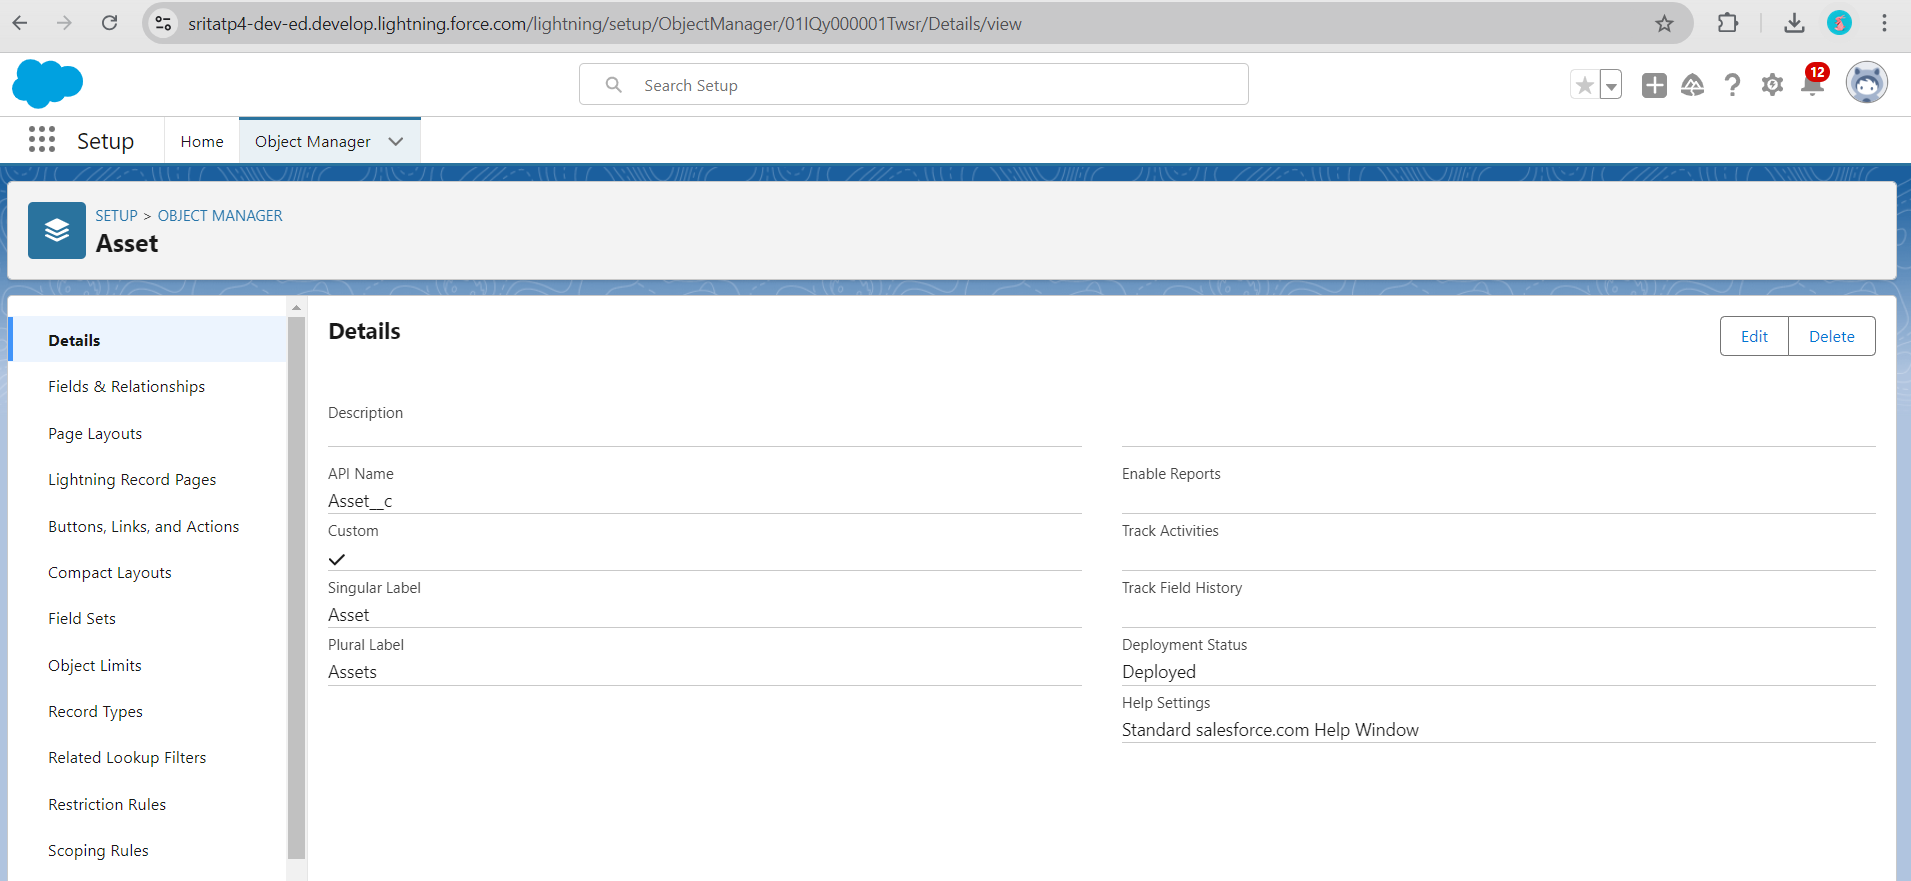 sritatp4-dev-ed.develop.lightning.force.com/lightning/setup/ObjectManager/01IQy000001Twsr/Details/view
Search Setup
12
Setup
Home
Object Manager
SETUP > OBJECT MANAGER
Asset
Details
Fields & Relationships
Page Layouts
Lightning Record Pages
Buttons, Links, and Actions
Compact Layouts
Field Sets
Object Limits
Record Types
Related Lookup Filters
Restriction Rules
Scoping Rules
Details
Edit
Delete
Description
API Name
Asset__c
Custom
Singular Label
Asset
Plural Label
Assets
Enable Reports
Track Activities
Track Field History
Deployment Status
Deployed
Help Settings
Standard salesforce.com Help Window